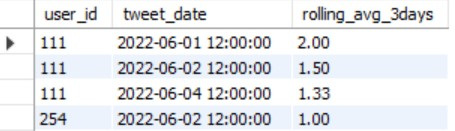 user_id tweet_date rolling_avg_3days
111 2022-06-01 12:00:00 2.00
111 2022-06-02 12:00:00 1.50
111 2022-06-04 12:00:00 1.33
254 2022-06-02 12:00:00 1.00